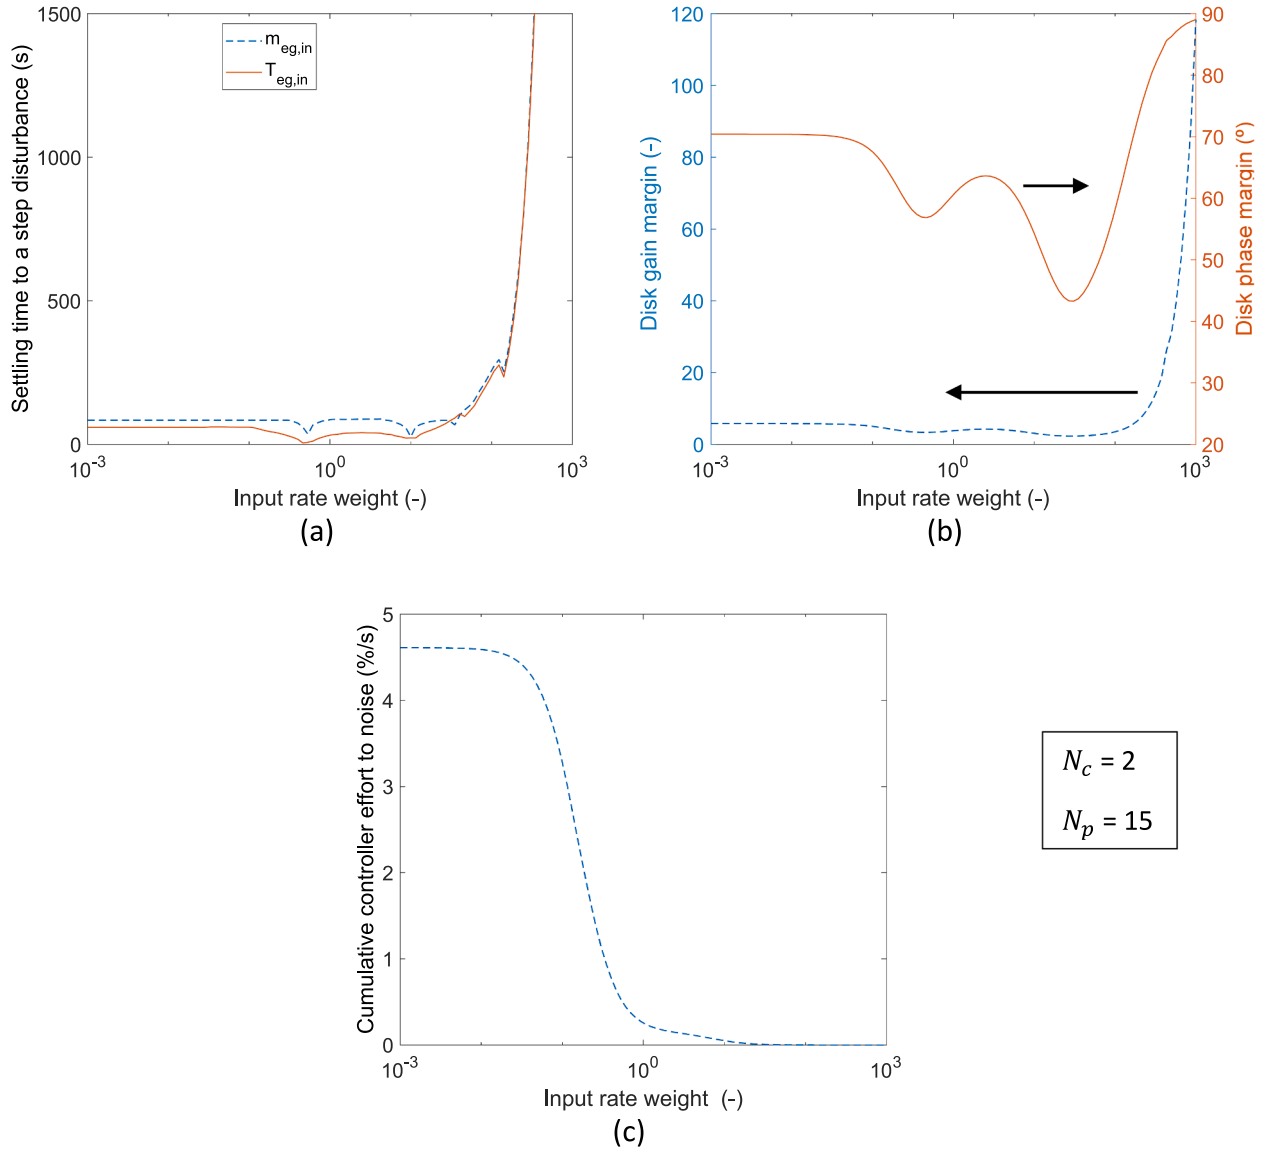 Settling time to a step disturbance (s)
1500
1000
500
0
m_eg,in
T_eg,in
10^-3
10^0
10^3
Input rate weight (-)
(a)
Disk gain margin (-)
120
100
80
60
40
20
0
Disk phase margin (º)
90
80
70
60
50
40
30
20
10^-3
10^0
10^3
Input rate weight (-)
(b)
Cumulative controller effort to noise (%/s)
5
4
3
2
1
0
10^-3
10^0
10^3
Input rate weight (-)
(c)
N_c = 2
N_p = 15